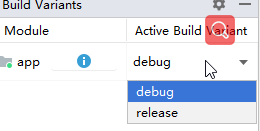 Build Variants
Module
Active Build Variant
app
debug
debug
release